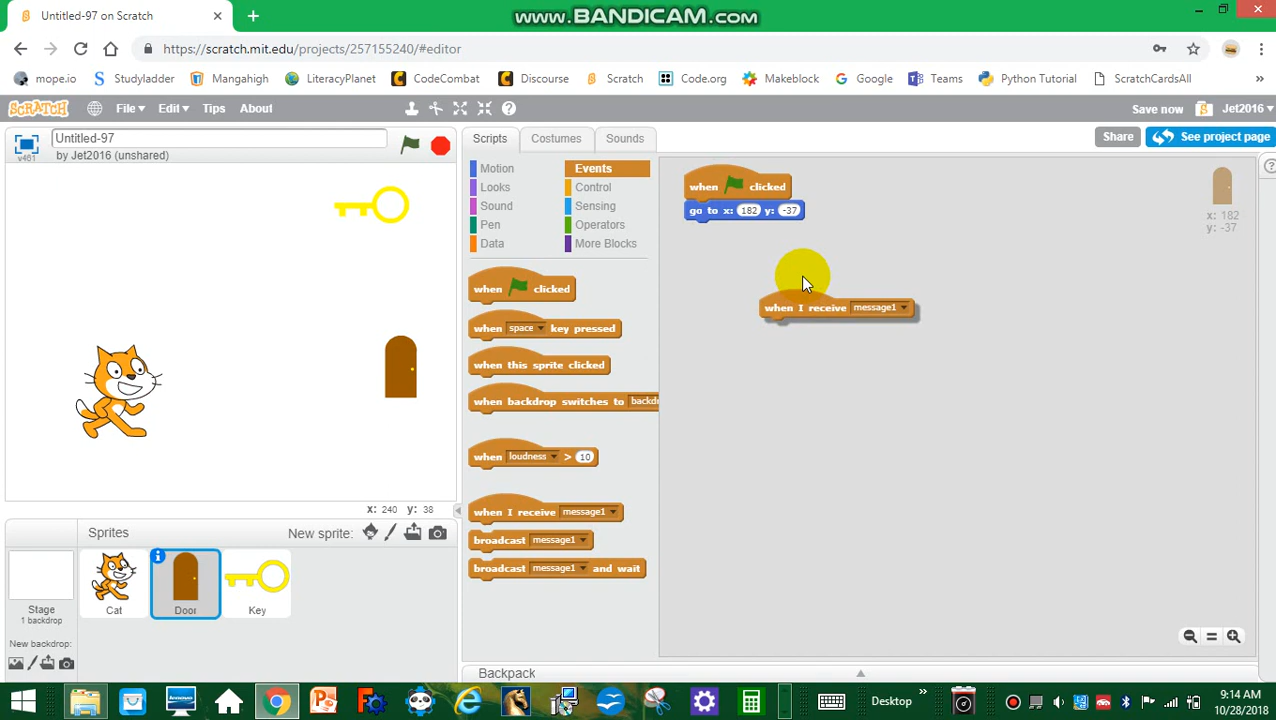 Untitled-97 on Scratch
WWW.BANDICAM.COM
https://scratch.mit.edu/projects/257155240/#editor
mope.io Studyladder Mangahigh LiteracyPlanet CodeCombat Discourse Scratch Code.org Makeblock Google Teams Python Tutorial ScratchCardsAll »
SCRATCH File Edit Tips About Save now Jet2016
Untitled-97
v461 by Jet2016 (unshared)
Scripts Costumes Sounds Share See project page
Motion Events
Looks Control
Sound Sensing
Pen Operators
Data More Blocks
when clicked
when space key pressed
when this sprite clicked
when backdrop switches to backd
when loudness > 10
when I receive message1
broadcast message1
broadcast message1 and wait
when clicked
go to x: 182 y: -37
when I receive message1
x: 182
y: -37
x: 240 y: 38
Sprites New sprite:
Stage
1 backdrop
New backdrop:
Cat Door Key
Backpack
Desktop »
9:14 AM
10/28/2018